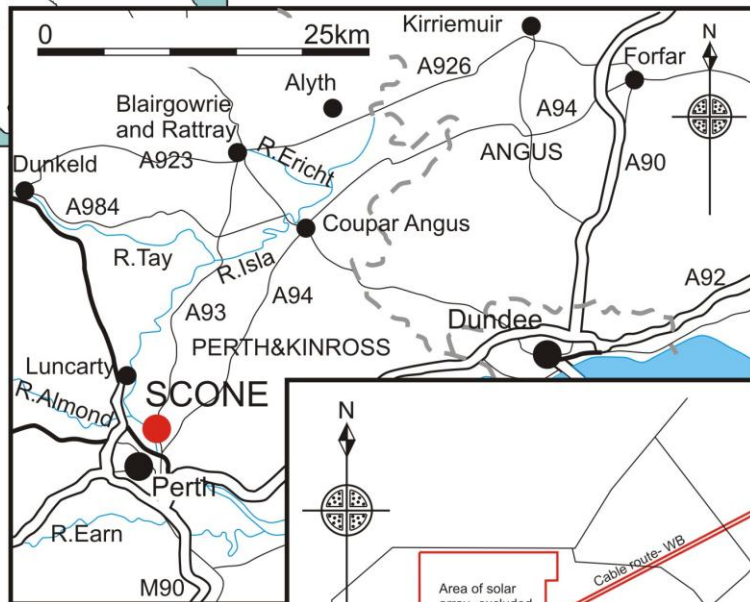 Kirriemuir
0
25km
N
Forfar
A926
Alyth
Blairgowrie
and Rattray
A94
R.Ericht
ANGUS
A90
Dunkeld
A923
A984
Coupar Angus
R.Tay
R.Isla
A92
A93
A94
Dundee
PERTH&KINROSS
Luncarty
SCONE
R.Almond
N
Perth
R.Earn
Cable route- WB
Area of solar
array, excluded
M90